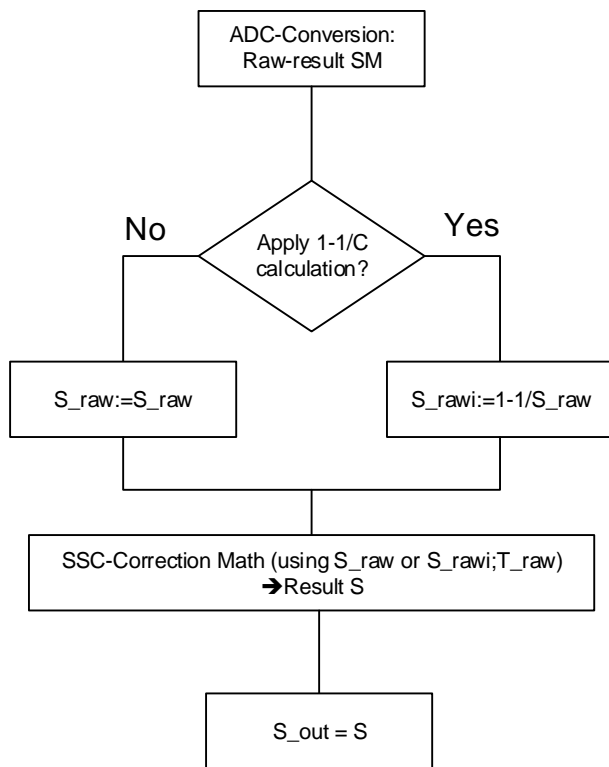 ADC-Conversion:
Raw-result SM
No
Yes
Apply 1-1/C
calculation?
S_raw:=S_raw
S_rawi:=1-1/S_raw
SSC-Correction Math (using S_raw or S_rawi;T_raw)
➔Result S
S_out = S